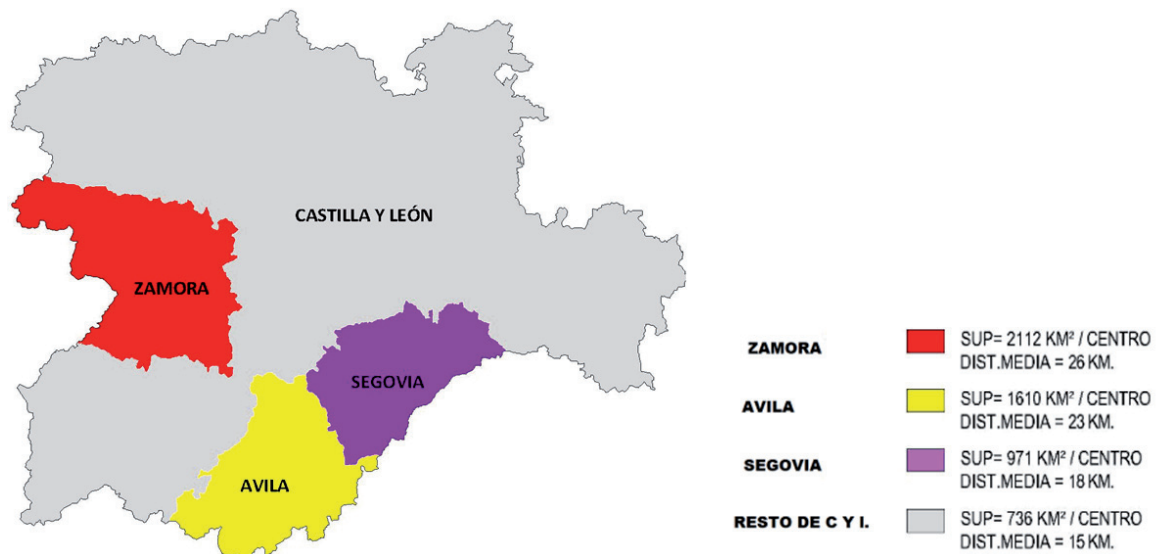 CASTILLA Y LEÓN
ZAMORA
SEGOVIA
AVILA
ZAMORA
SUP= 2112 KM² / CENTRO
DIST.MEDIA = 26 KM.
AVILA
SUP= 1610 KM² / CENTRO
DIST.MEDIA = 23 KM.
SEGOVIA
SUP= 971 KM² / CENTRO
DIST.MEDIA = 18 KM.
RESTO DE C Y l.
SUP= 736 KM² / CENTRO
DIST.MEDIA = 15 KM.